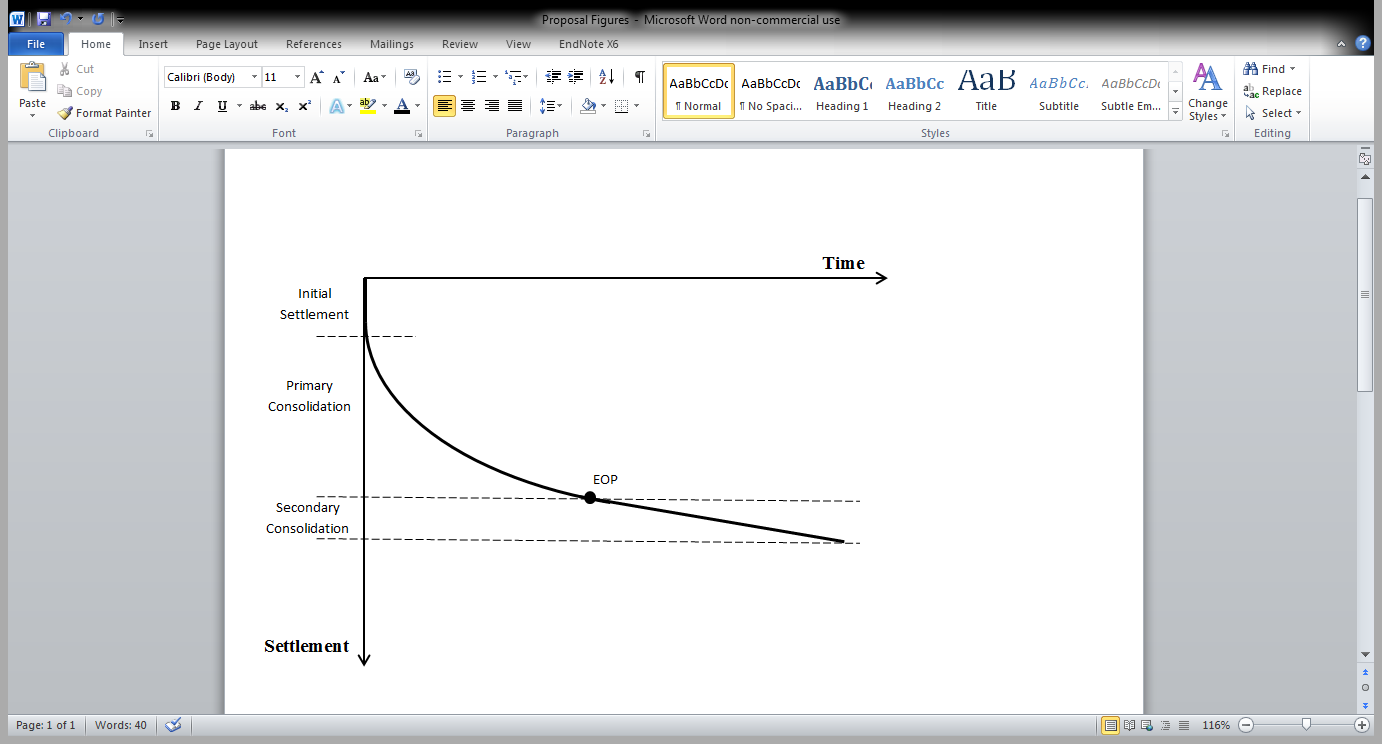 Proposal Figures - Microsoft Word non-commercial use
File Home Insert Page Layout References Mailings Review View EndNote X6
Paste
Cut
Copy
Format Painter
Clipboard
Calibri (Body) 11
Font
Paragraph
AaBbCcDc AaBbCcDc AaBbC AaBbCc AaB AaBbCc. AaBbCcDc
¶ Normal ¶ No Spaci... Heading 1 Heading 2 Title Subtitle Subtle Em...
Styles
Change
Styles
Find
Replace
Select
Editing
Time
Initial
Settlement
Primary
Consolidation
EOP
Secondary
Consolidation
Settlement
Page: 1 of 1 Words: 40 116%